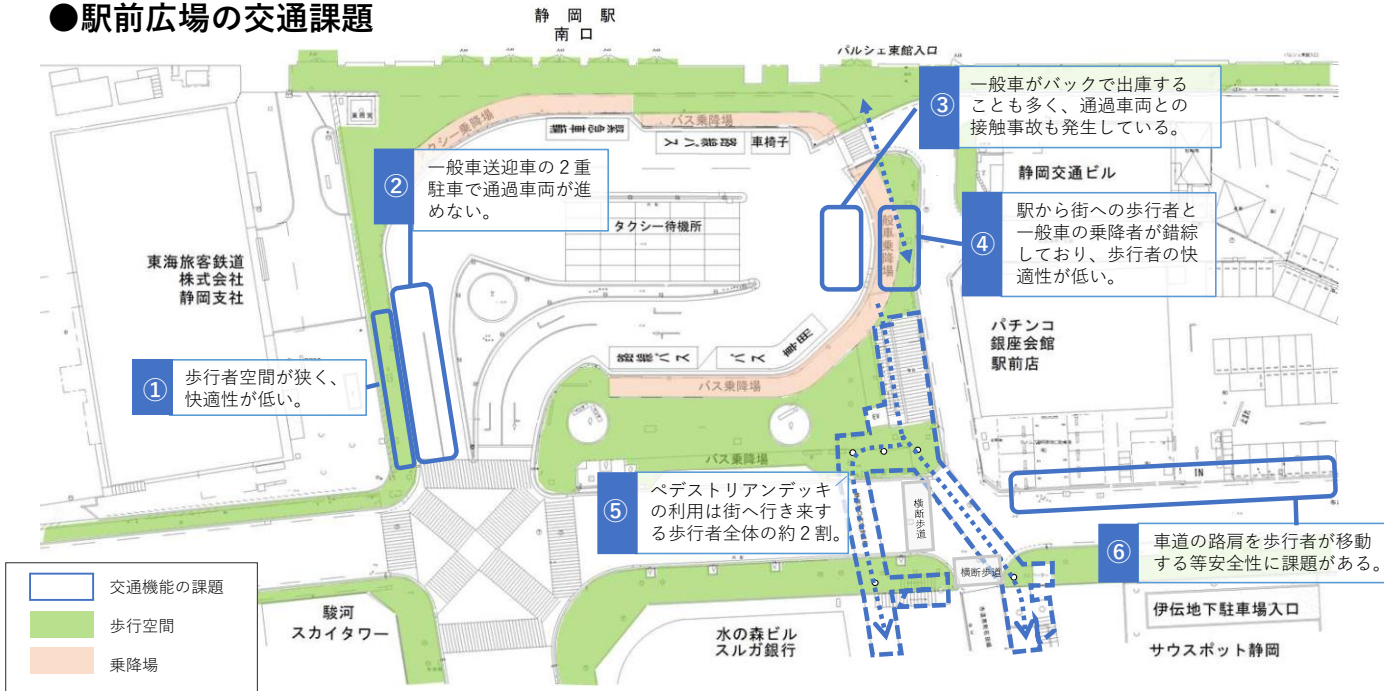 ●駅前広場の交通課題
静岡駅
南口
パルシェ東館入口
③
一般車がバックで出庫する
ことも多く、通過車両との
接触事故も発生している。
タクシー乗降場
バス乗降場
緊急車場
路線バス
車椅子
②
一般車送迎車の２重
駐車で通過車両が進
めない。
静岡交通ビル
タクシー待機所
一般車乗降場
④
駅から街への歩行者と
一般車の乗降者が錯綜
しており、歩行者の快
適性が低い。
東海旅客鉄道
株式会社
静岡支社
パチンコ
銀座会館
駅前店
①
歩行者空間が狭く、
快適性が低い。
路線バス
バス
バス乗降場
EV
IN
バス乗降場
⑤
ペデストリアンデッキ
の利用は街へ行き来す
る歩行者全体の約２割。
横断歩道
横断歩道
⑥
車道の路肩を歩行者が移動
する等安全性に課題がある。
交通機能の課題
歩行空間
乗降場
駿河
スカイタワー
水の森ビル
スルガ銀行
伊伝地下駐車場入口
サウスポット静岡